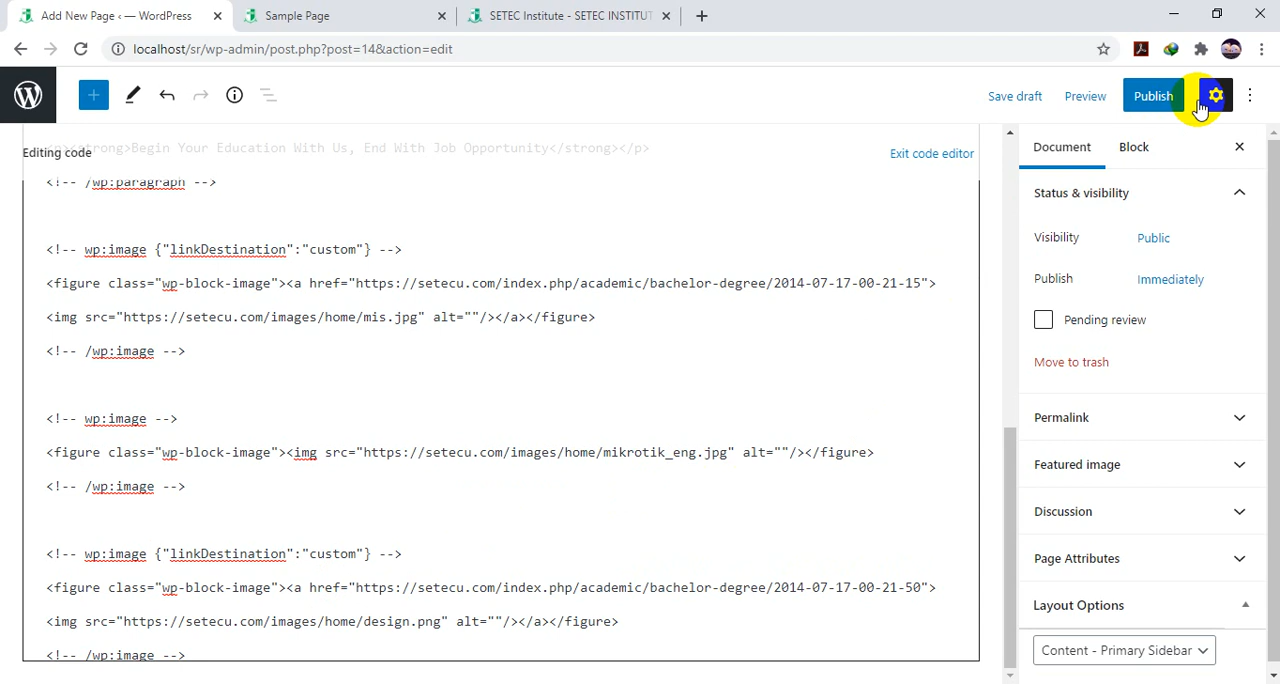 Add New Page ‹ — WordPress
Sample Page
SETEC Institute - SETEC INSTITUT
localhost/sr/wp-admin/post.php?post=14&action=edit
Save draft
Preview
Publish
<strong>Begin Your Education With Us, End With Job Opportunity</strong></p>
Editing code
Exit code editor
<!-- /wp:paragraph -->
<!-- wp:image {"linkDestination":"custom"} -->
<figure class="wp-block-image"><a href="https://setecu.com/index.php/academic/bachelor-degree/2014-07-17-00-21-15">
<img src="https://setecu.com/images/home/mis.jpg" alt=""/></a></figure>
<!-- /wp:image -->
<!-- wp:image -->
<figure class="wp-block-image"><img src="https://setecu.com/images/home/mikrotik_eng.jpg" alt=""/></figure>
<!-- /wp:image -->
<!-- wp:image {"linkDestination":"custom"} -->
<figure class="wp-block-image"><a href="https://setecu.com/index.php/academic/bachelor-degree/2014-07-17-00-21-50">
<img src="https://setecu.com/images/home/design.png" alt=""/></a></figure>
<!-- /wp:image -->
Document
Block
Status & visibility
Visibility
Public
Publish
Immediately
Pending review
Move to trash
Permalink
Featured image
Discussion
Page Attributes
Layout Options
Content - Primary Sidebar